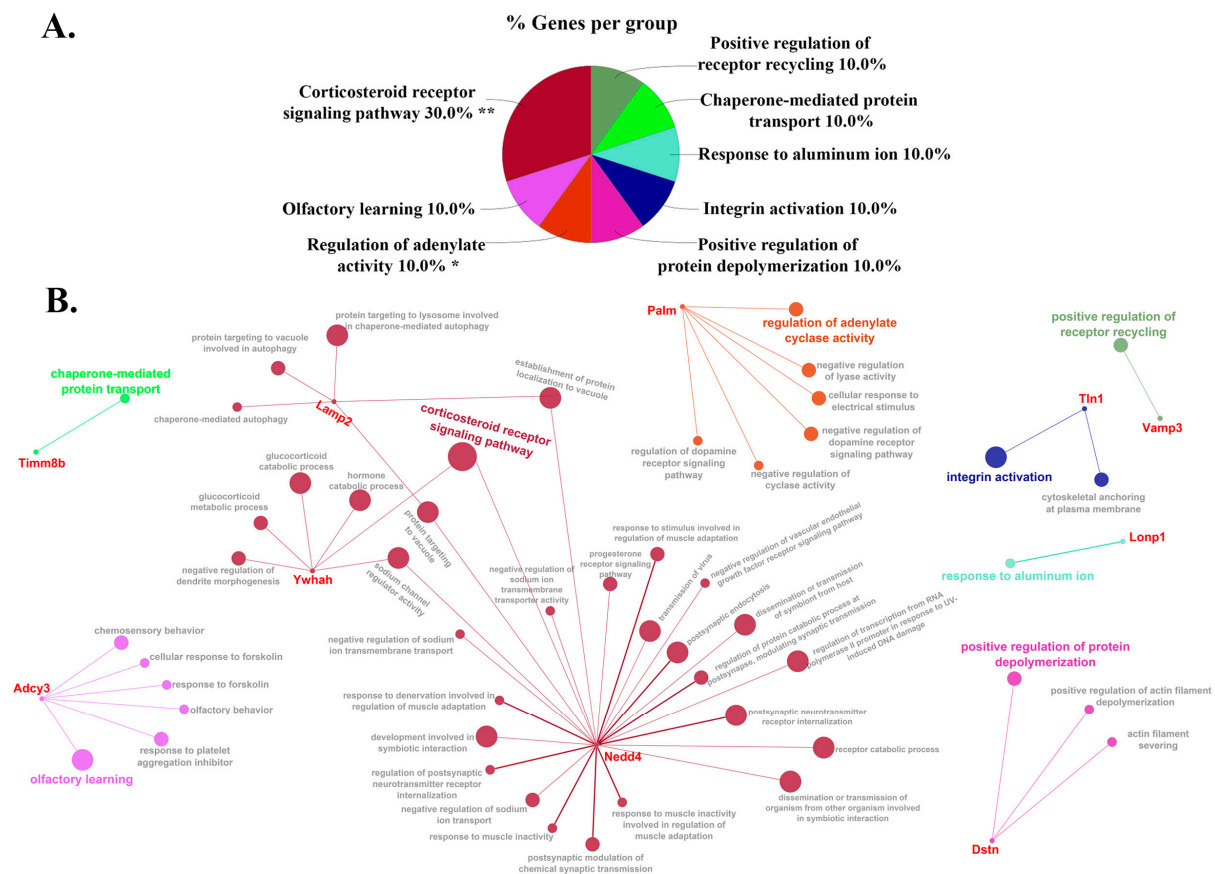 A.
% Genes per group
Positive regulation of
receptor recycling 10.0%
Corticosteroid receptor
signaling pathway 30.0% **
Chaperone-mediated protein
transport 10.0%
Response to aluminum ion 10.0%
Olfactory learning 10.0%
Integrin activation 10.0%
Regulation of adenylate
activity 10.0% *
Positive regulation of
protein depolymerization 10.0%
B.
protein targeting to lysosome involved
in chaperone-mediated autophagy
protein targeting to vacuole
involved in autophagy
chaperone-mediated
protein transport
Timm8b
chaperone-mediated autophagy
Lamp2
establishment of protein
localization to vacuole
corticosteroid receptor
signaling pathway
glucocorticoid
catabolic process
hormone
catabolic process
glucocorticoid
metabolic process
negative regulation of
dendrite morphogenesis
Ywhah
protein targeting
to vacuole
sodium channel
regulator activity
Palm
regulation of adenylate
cyclase activity
negative regulation
of lyase activity
cellular response to
electrical stimulus
negative regulation of
dopamine receptor
signaling pathway
regulation of dopamine
receptor signaling
pathway
negative regulation of
cyclase activity
positive regulation of
receptor recycling
Tln1
Vamp3
integrin activation
cytoskeletal anchoring
at plasma membrane
Lonp1
response to aluminum ion
response to stimulus involved in
regulation of muscle adaptation
progesterone
receptor signaling
pathway
negative regulation of
sodium ion
transmembrane
transporter activity
negative regulation of vascular endothelial
growth factor receptor signaling pathway
transmission of virus
postsynaptic endocytosis
dissemination or transmission
of symbiont from host
regulation of protein catabolic process at
postsynapse, modulating synaptic transmission
regulation of transcription from RNA
polymerase II promoter in response to UV-
induced DNA damage
negative regulation of sodium
ion transmembrane transport
response to denervation involved in
regulation of muscle adaptation
development involved in
symbiotic interaction
regulation of postsynaptic
neurotransmitter receptor
internalization
negative regulation of sodium
ion transport
response to muscle inactivity
postsynaptic modulation of
chemical synaptic transmission
response to muscle inactivity
involved in regulation of
muscle adaptation
Nedd4
postsynaptic neurotransmitter
receptor internalization
receptor catabolic process
dissemination or transmission of
organism from other organism involved
in symbiotic interaction
chemosensory behavior
cellular response to forskolin
Adcy3
response to forskolin
olfactory behavior
response to platelet
aggregation inhibitor
olfactory learning
positive regulation of protein
depolymerization
positive regulation of actin filament
depolymerization
actin filament
severing
Dstn